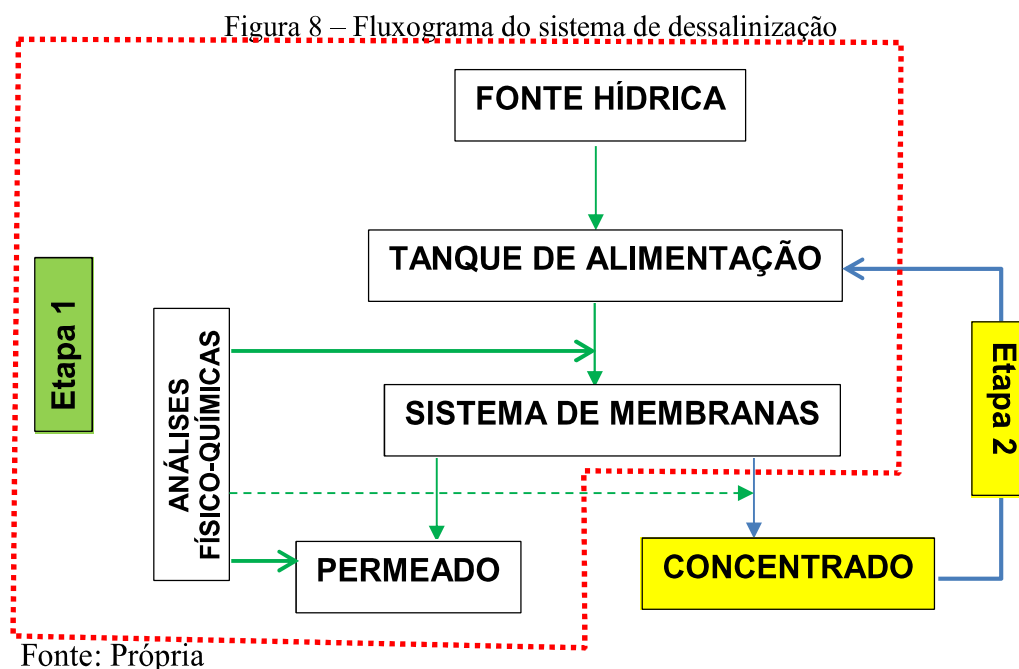 Figura 8 – Fluxograma do sistema de dessalinização
FONTE HÍDRICA
TANQUE DE ALIMENTAÇÃO
Etapa 1
ANÁLISES
FÍSICO-QUÍMICAS
SISTEMA DE MEMBRANAS
Etapa 2
PERMEADO
CONCENTRADO
Fonte: Própria